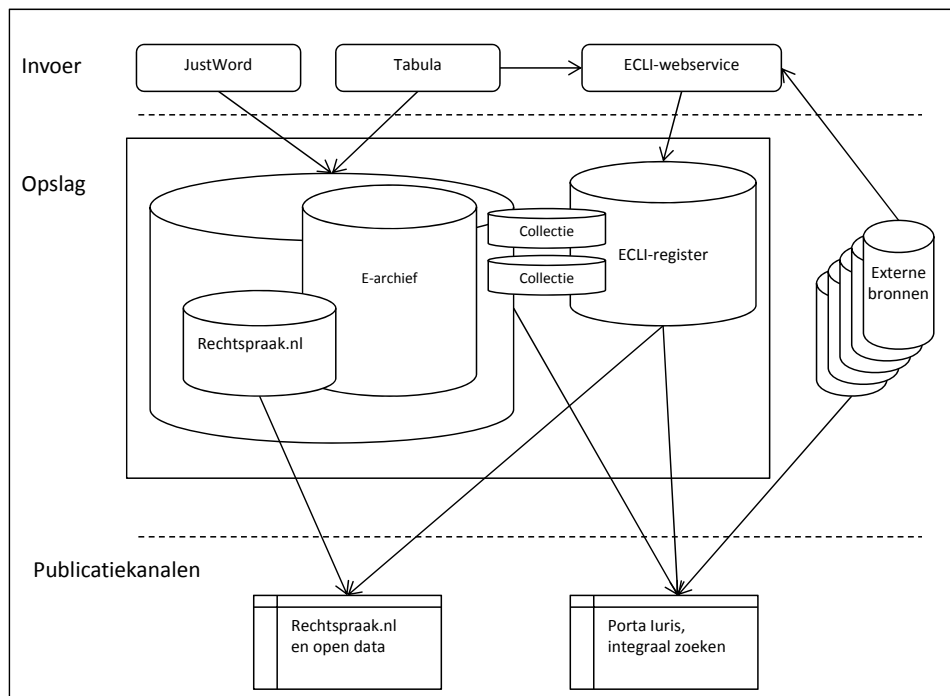 Invoer
JustWord
Tabula
ECLI-webservice
Opslag
Collectie
Collectie
E-archief
ECLI-register
Externe
bronnen
Rechtspraak.nl
Publicatiekanalen
Rechtspraak.nl
en open data
Porta Iuris,
integraal zoeken